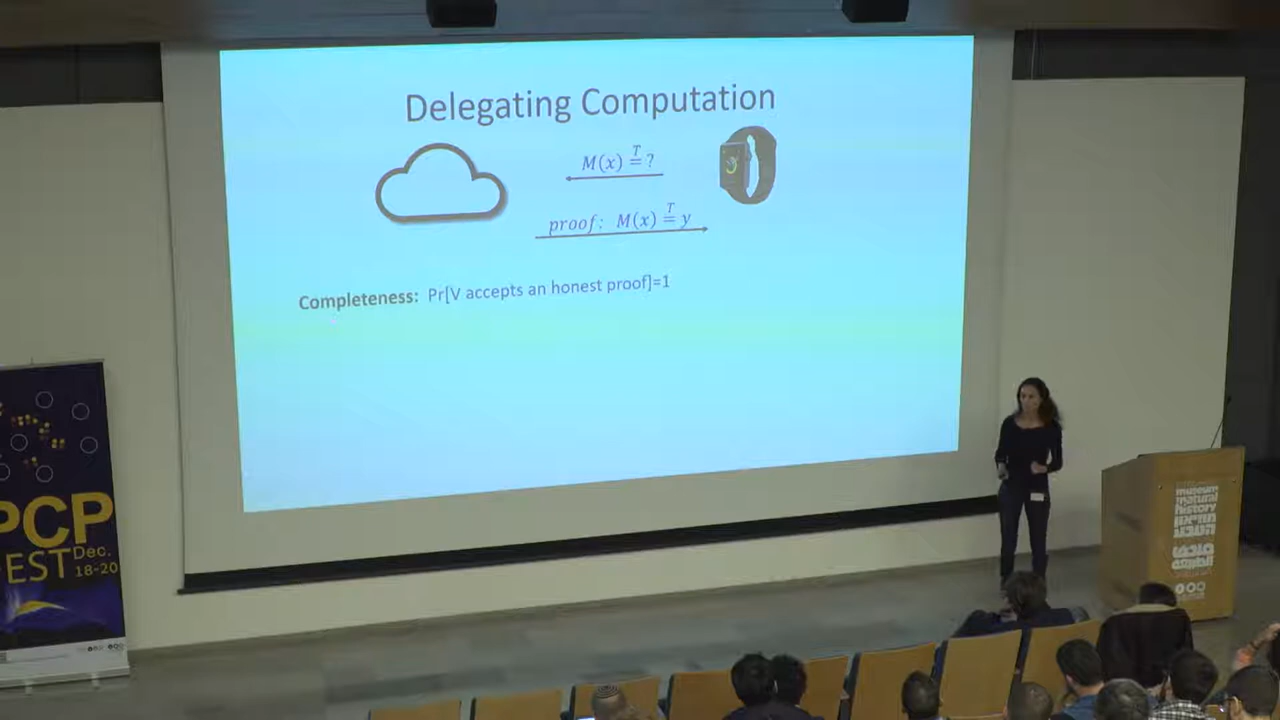 Delegating Computation
M(x) =ᵀ ?
proof: M(x) =ᵀ y
Completeness: Pr[V accepts an honest proof]=1
PCP
EST Dec.
18-20
museum
natural
history